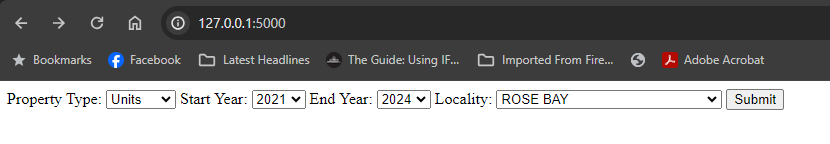 127.0.0.1:5000
Bookmarks Facebook Latest Headlines The Guide: Using IF... Imported From Fire... Adobe Acrobat
Property Type: Units Start Year: 2021 End Year: 2024 Locality: ROSE BAY Submit